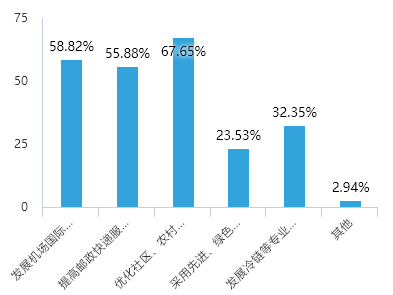 75
50
25
0
58.82%
55.88%
67.65%
23.53%
32.35%
2.94%
发展机场国际...
提高邮政快递服...
优化社区、农村...
采用先进、绿色...
发展冷链等专业...
其他